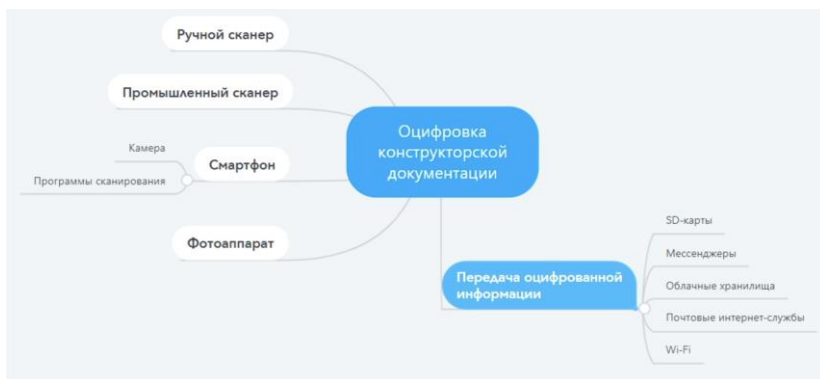 Ручной сканер
Промышленный сканер
Оцифровка
конструкторской
документации
Камера
Смартфон
Программы сканирования
Фотоаппарат
Передача оцифрованной
информации
SD-карты
Мессенджеры
Облачные хранилища
Почтовые интернет-службы
Wi-Fi